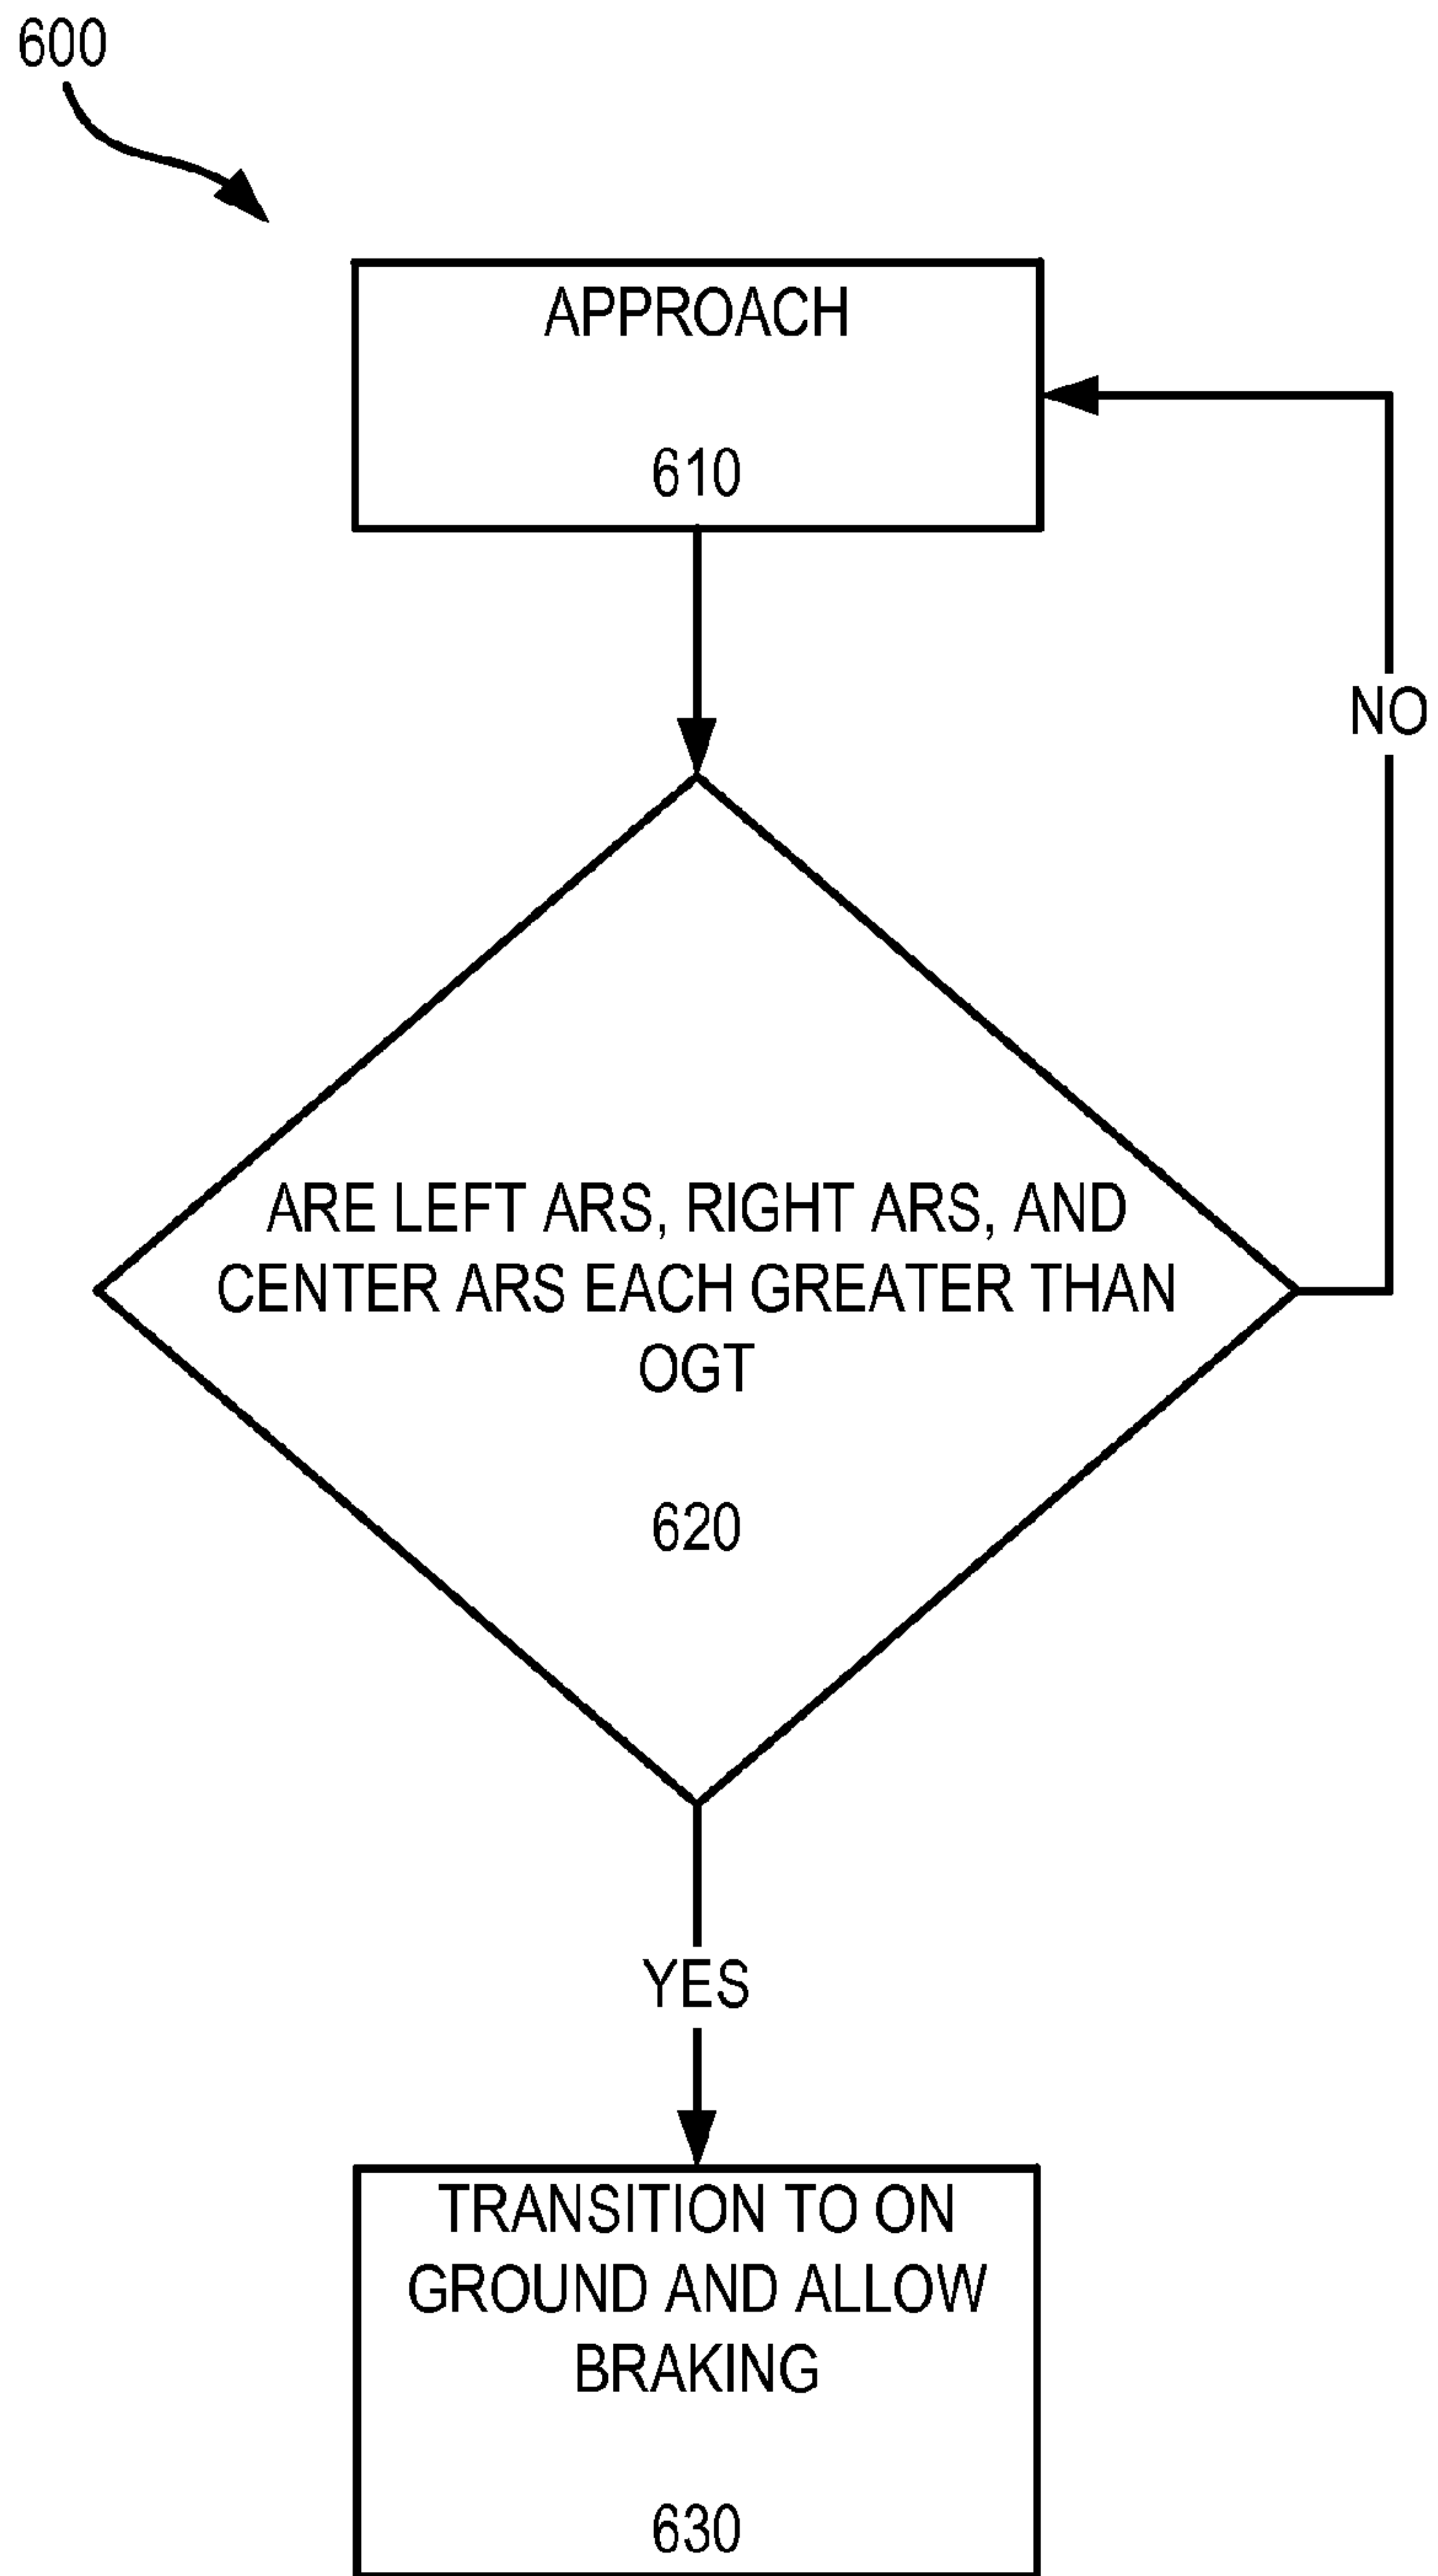 600
APPROACH
610
NO
ARE LEFT ARS, RIGHT ARS, AND
CENTER ARS EACH GREATER THAN
OGT
620
YES
TRANSITION TO ON
GROUND AND ALLOW
BRAKING
630